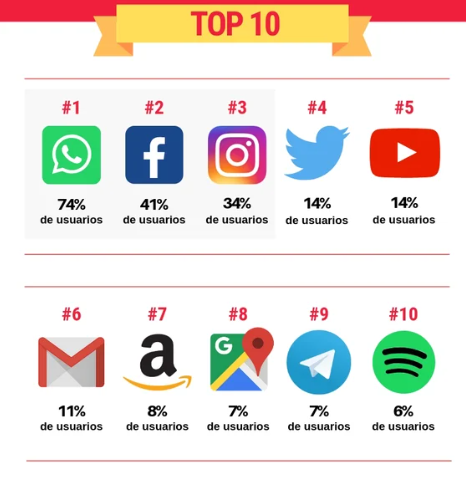 TOP 10
#1 #2 #3 #4 #5
f
74% 41% 34% 14% 14%
de usuarios de usuarios de usuarios de usuarios de usuarios
#6 #7 #8 #9 #10
M a G
11% 8% 7% 7% 6%
de usuarios de usuarios de usuarios de usuarios de usuarios